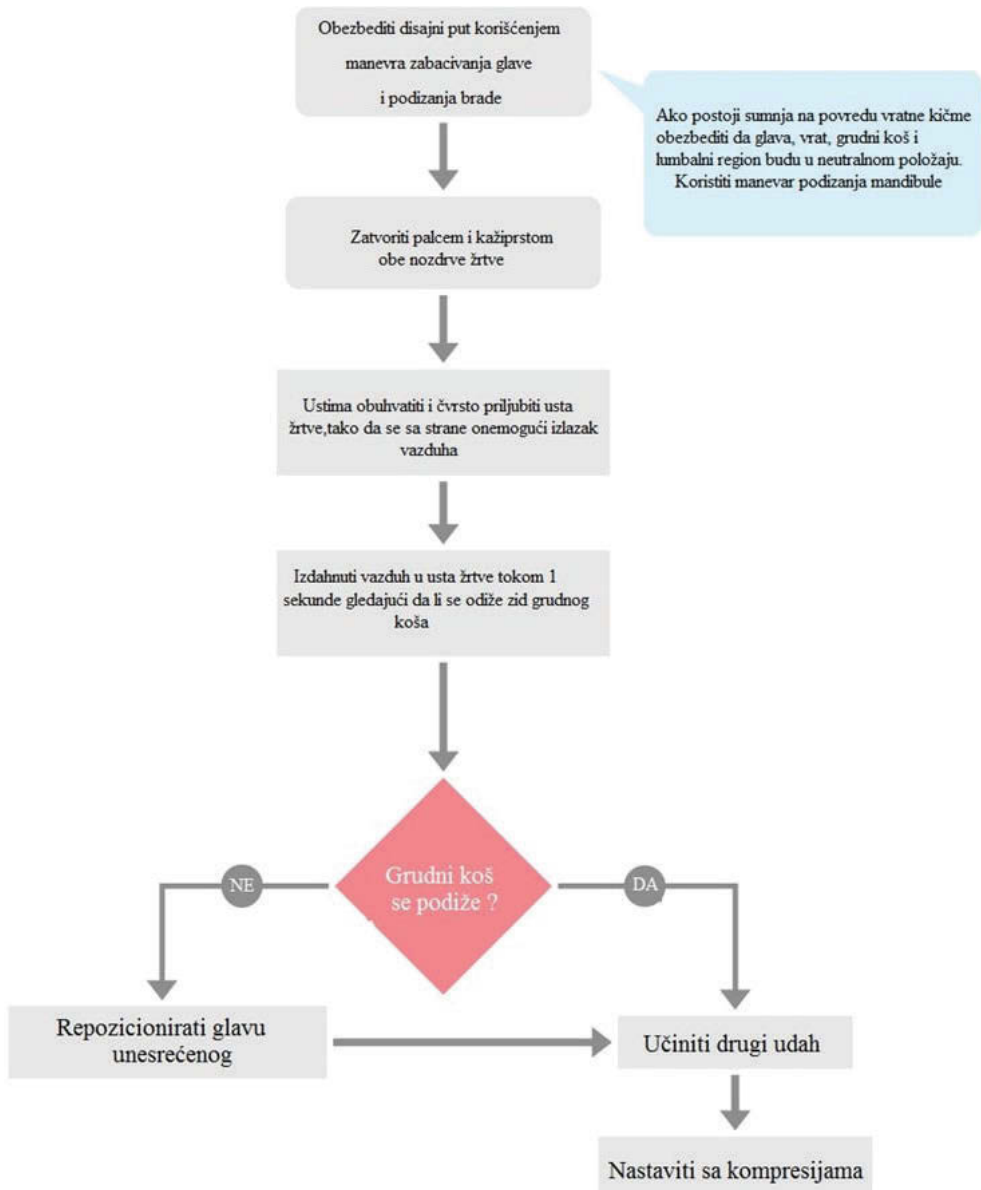 Obezbediti disajni put korišćenjem
manevra zabacivanja glave
i podizanja brade
Ako postoji sumnja na povredu vratne kičme
obezbediti da glava, vrat, grudni koš i
lumbalni region budu u neutralnom položaju.
Koristiti manevar podizanja mandibule
Zatvoriti palcem i kažiprstom
obe nozdrve žrtve
Ustima obuhvatiti i čvrsto priljubiti usta
žrtve,tako da se sa strane onemogući izlazak
vazduha
Izdahnuti vazduh u usta žrtve tokom 1
sekunde gledajući da li se odiže zid grudnog
koša
Grudni koš
se podiže ?
NE
DA
Repozicionirati glavu
unesrećenog
Učiniti drugi udah
Nastaviti sa kompresijama